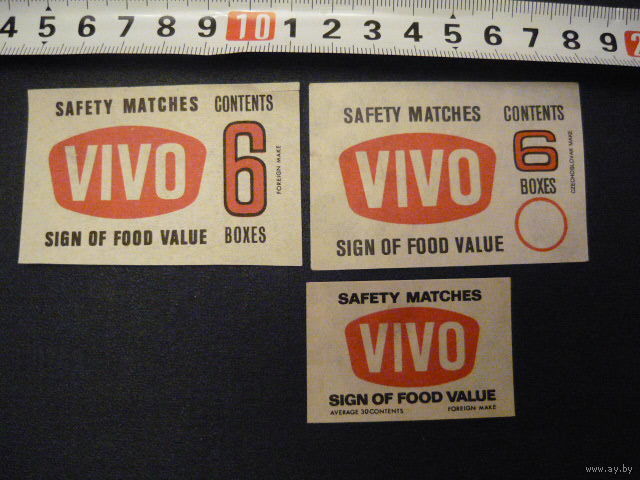 4 5 6 7 8 9 10 1 2 3 4 5 6 7 8 9
SAFETY MATCHES CONTENTS
VIVO 6
FOREIGN MAKE
SIGN OF FOOD VALUE BOXES
SAFETY MATCHES CONTENTS
VIVO 6
BOXES
CZECHOSLOVAK MAKE
SIGN OF FOOD VALUE
SAFETY MATCHES
VIVO
SIGN OF FOOD VALUE
AVERAGE 30 CONTENTS FOREIGN MAKE
www.ay.by